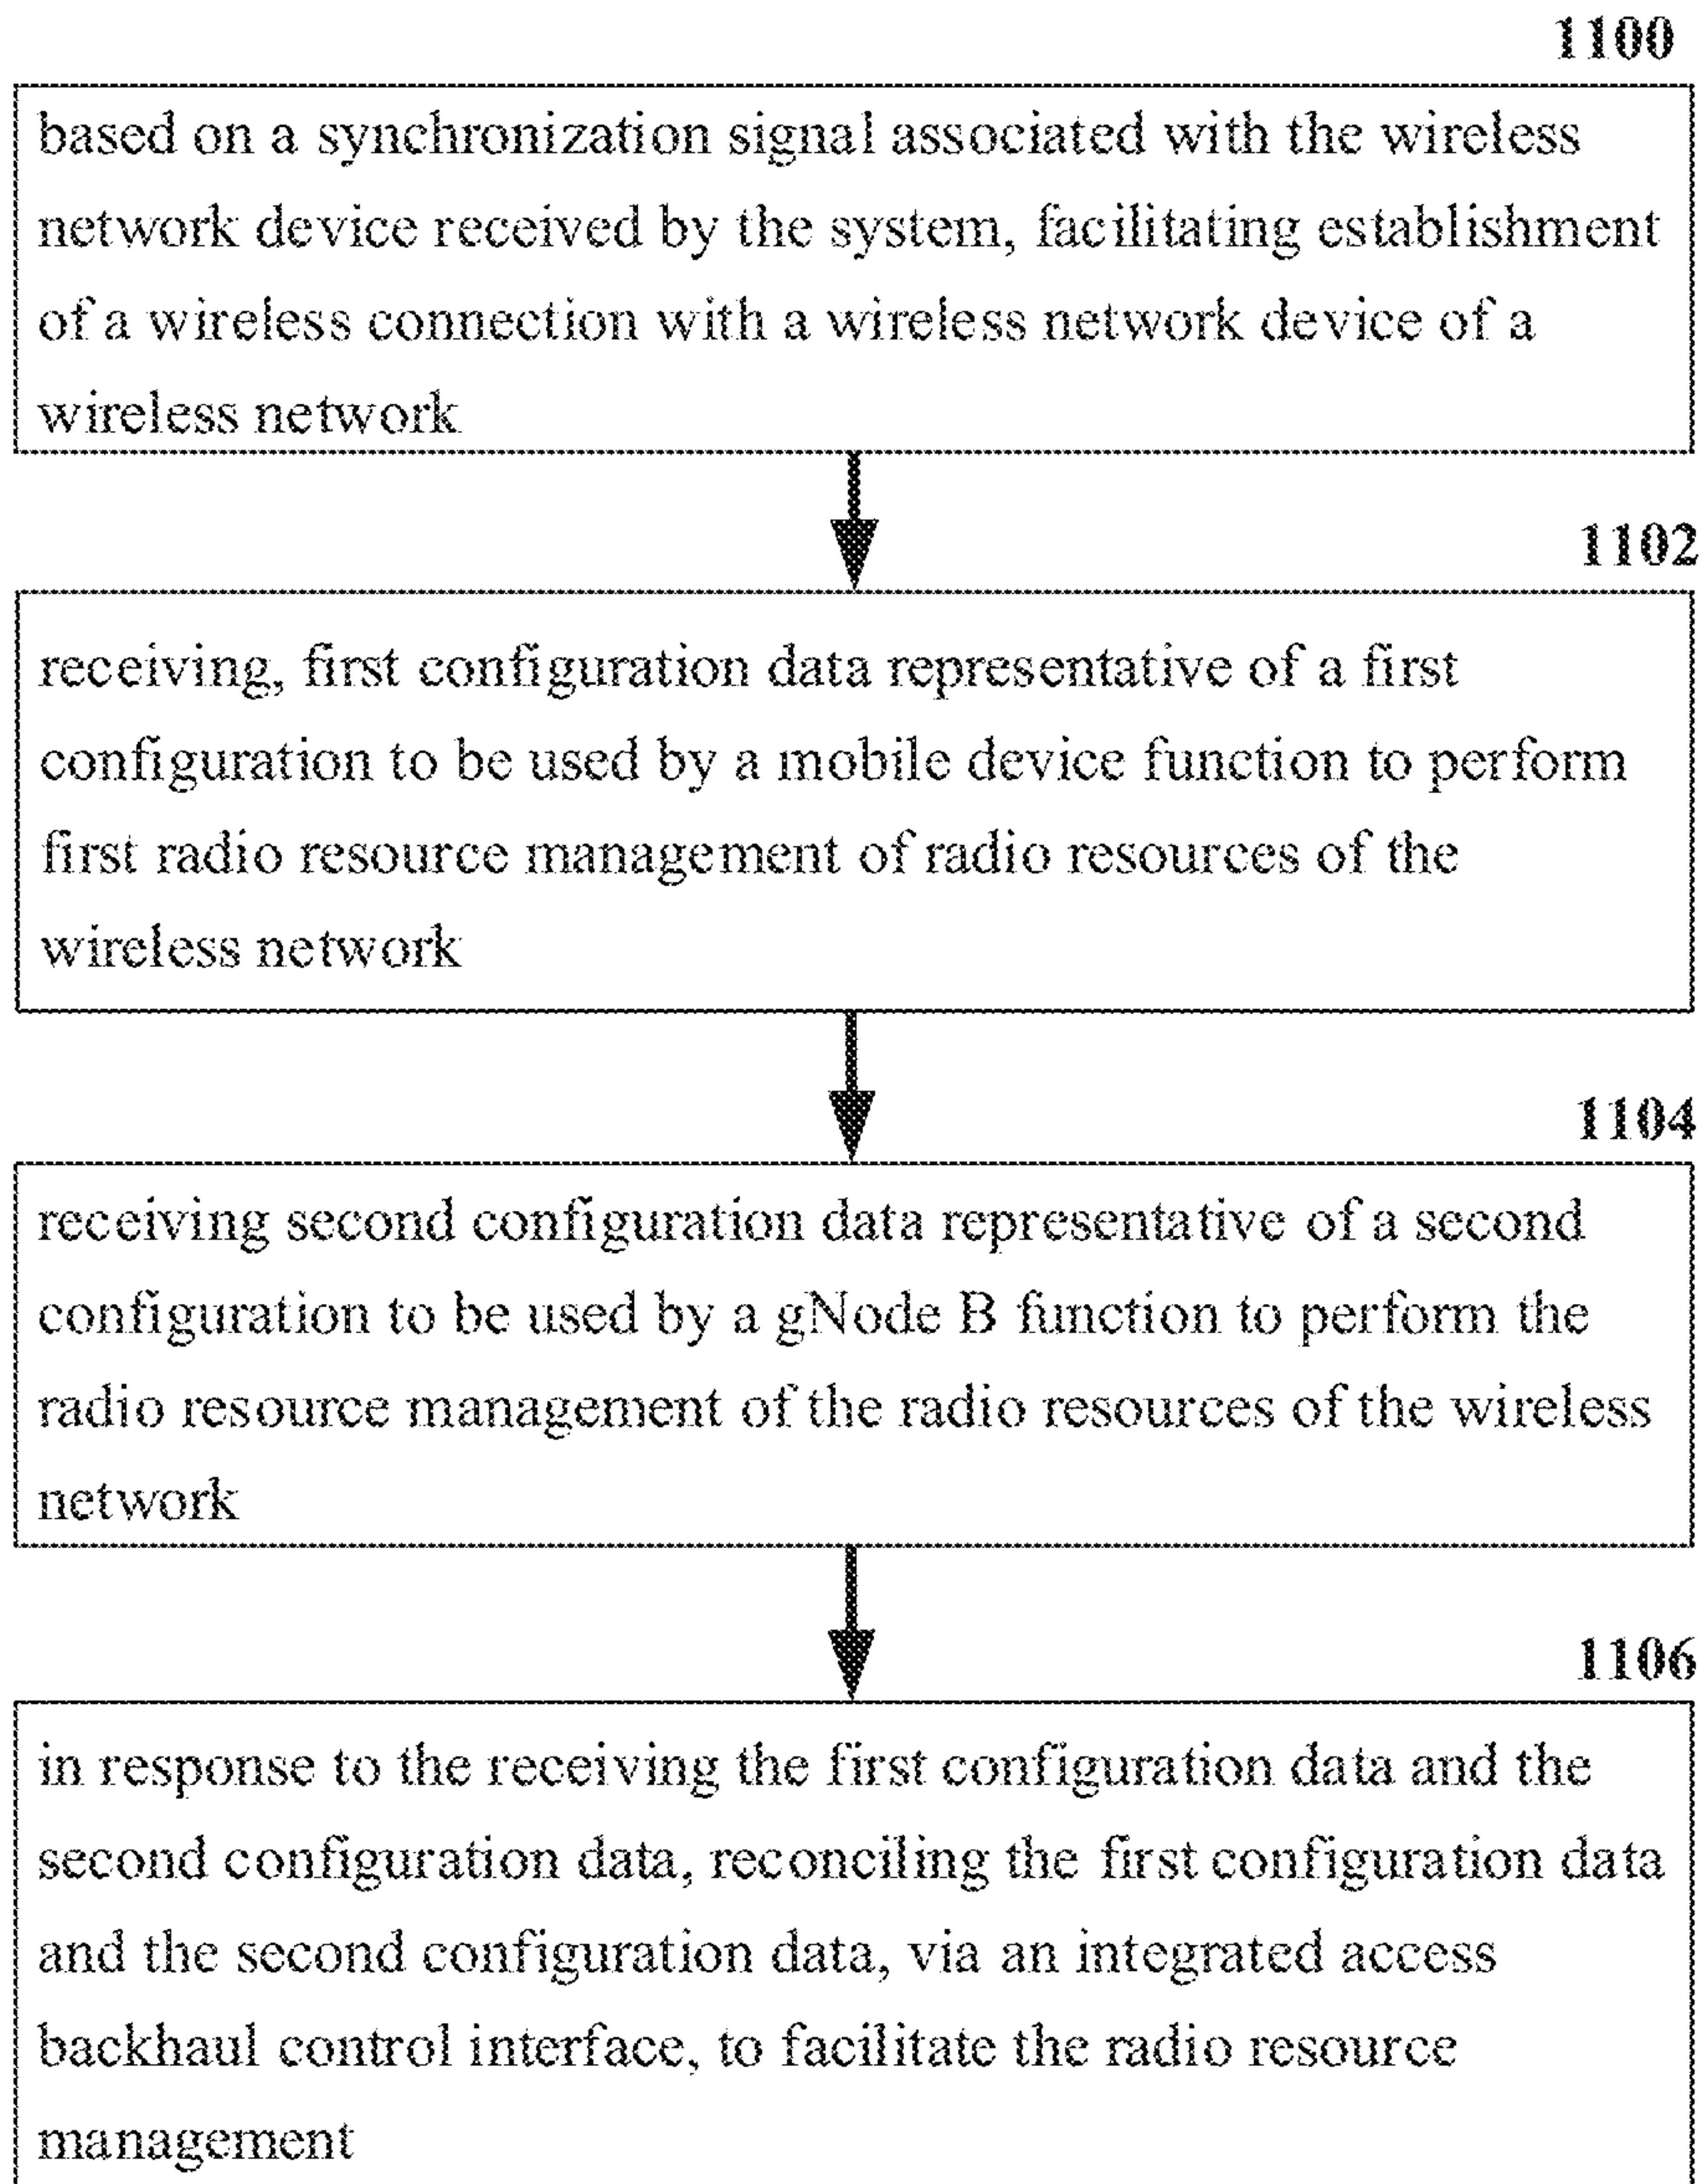 1100
based on a synchronization signal associated with the wireless
network device received by the system, facilitating establishment
of a wireless connection with a wireless network device of a
wireless network
1102
receiving, first configuration data representative of a first
configuration to be used by a mobile device function to perform
first radio resource management of radio resources of the
wireless network
1104
receiving second configuration data representative of a second
configuration to be used by a gNode B function to perform the
radio resource management of the radio resources of the wireless
network
1106
in response to the receiving the first configuration data and the
second configuration data, reconciling the first configuration data
and the second configuration data, via an integrated access
backhaul control interface, to facilitate the radio resource
management